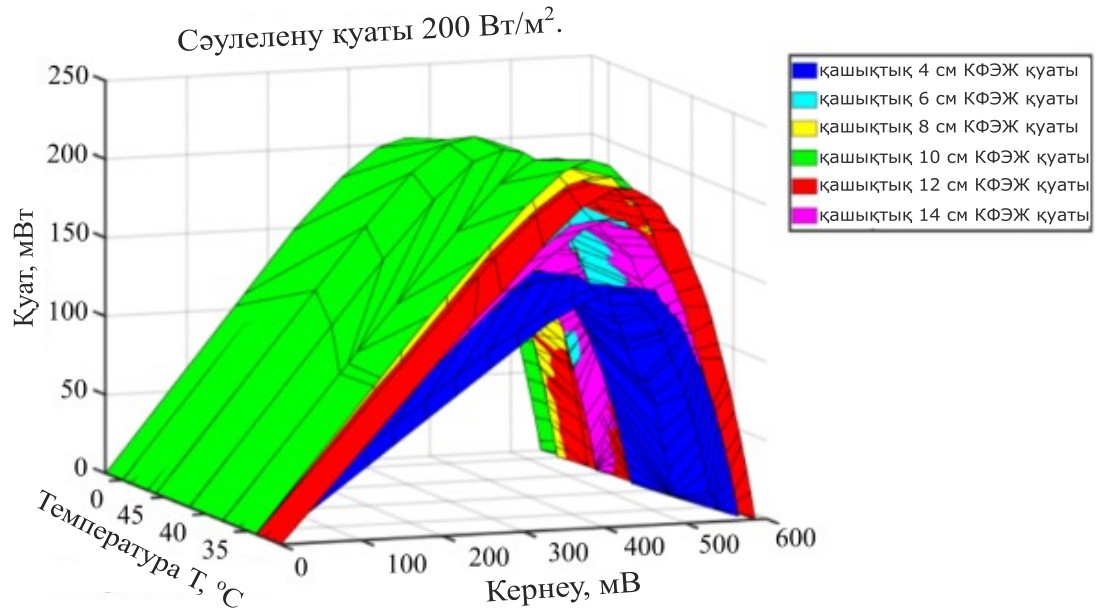 Сәулелену қуаты 200 Вт/м².
250
200
150
100
50
0
Қуат, мВт
0
45
40
35
Температура Т, ºС
0
100
200
300
400
500
600
Кернеу, мВ
қашықтық 4 см КФЭЖ қуаты
қашықтық 6 см КФЭЖ қуаты
қашықтық 8 см КФЭЖ қуаты
қашықтық 10 см КФЭЖ қуаты
қашықтық 12 см КФЭЖ қуаты
қашықтық 14 см КФЭЖ қуаты